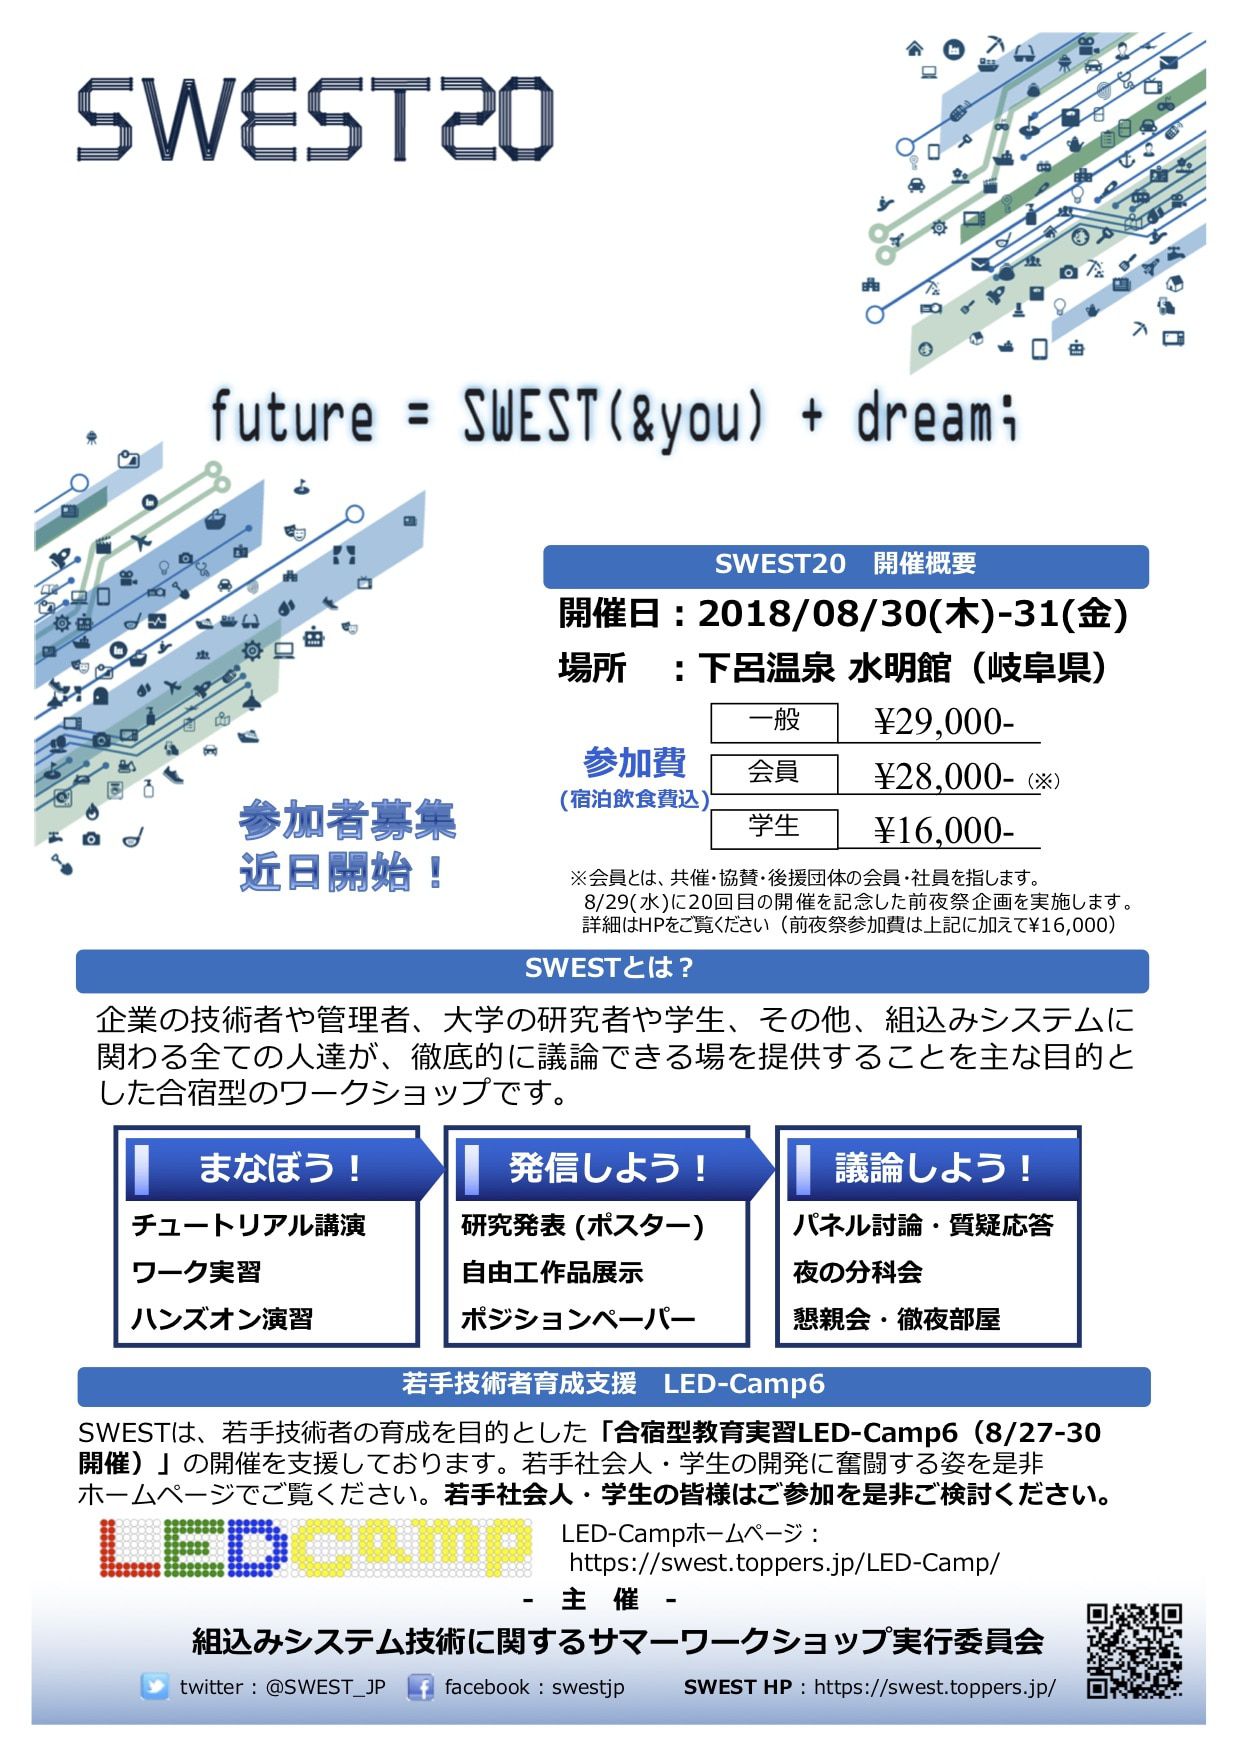 SWEST20
future = SWEST(&you) + dream;
SWEST20　開催概要
開催日：2018/08/30(木)-31(金)
場所　：下呂温泉 水明館（岐阜県）
参加費
(宿泊飲食費込)
一般　¥29,000-
会員　¥28,000- (※)
学生　¥16,000-
参加者募集
近日開始！
※会員とは、共催・協賛・後援団体の会員・社員を指します。
8/29(水)に20回目の開催を記念した前夜祭企画を実施します。
詳細はHPをご覧ください（前夜祭参加費は上記に加えて¥16,000）
SWESTとは？
企業の技術者や管理者、大学の研究者や学生、その他、組込みシステムに
関わる全ての人達が、徹底的に議論できる場を提供することを主な目的と
した合宿型のワークショップです。
まなぼう！
チュートリアル講演
ワーク実習
ハンズオン演習
発信しよう！
研究発表 (ポスター)
自由工作品展示
ポジションペーパー
議論しよう！
パネル討論・質疑応答
夜の分科会
懇親会・徹夜部屋
若手技術者育成支援　LED-Camp6
SWESTは、若手技術者の育成を目的とした「合宿型教育実習LED-Camp6（8/27-30
開催）」の開催を支援しております。若手社会人・学生の開発に奮闘する姿を是非
ホームページでご覧ください。若手社会人・学生の皆様はご参加を是非ご検討ください。
LEDcamp
LED-Campホームページ：
https://swest.toppers.jp/LED-Camp/
- 主 催 -
組込みシステム技術に関するサマーワークショップ実行委員会
twitter : @SWEST_JP
facebook : swestjp
SWEST HP : https://swest.toppers.jp/